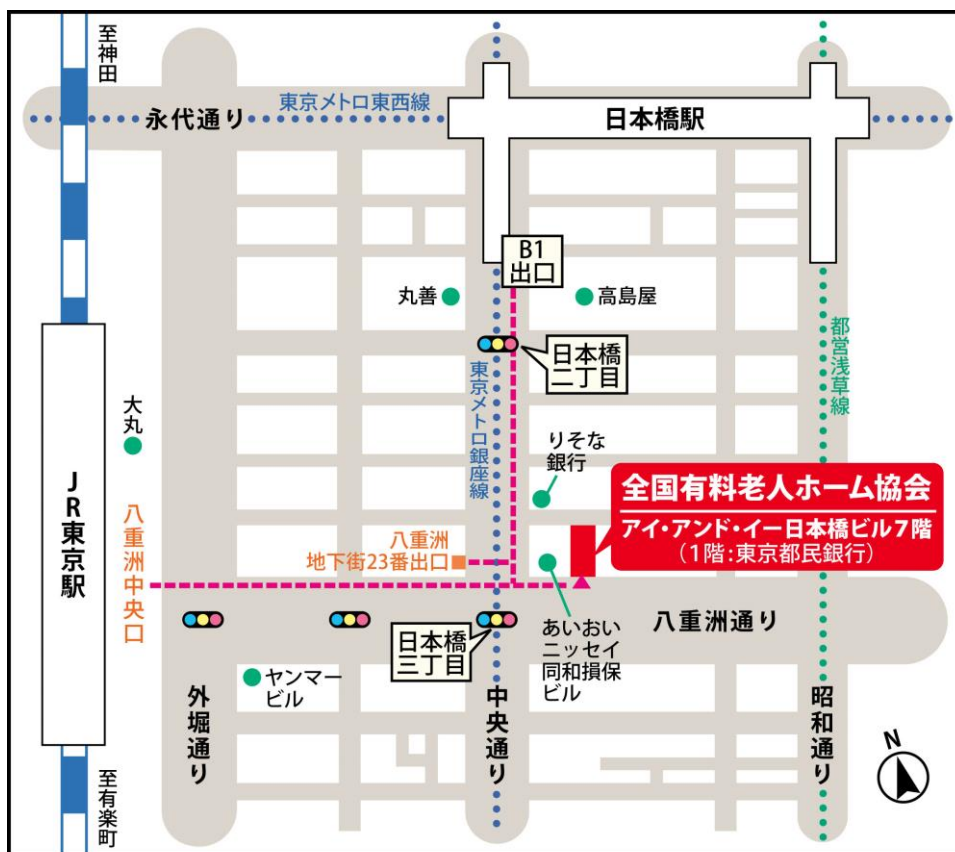 至神田
東京メトロ東西線
永代通り
日本橋駅
B1
出口
丸善
高島屋
日本橋
二丁目
東京メトロ銀座線
都営浅草線
大丸
りそな
銀行
全国有料老人ホーム協会
アイ・アンド・イー日本橋ビル7階
（1階：東京都民銀行）
JR東京駅
八重洲中央口
八重洲
地下街23番出口
八重洲通り
日本橋
三丁目
あいおい
ニッセイ
同和損保
ビル
ヤンマー
ビル
外堀通り
中央通り
昭和通り
N
至有楽町